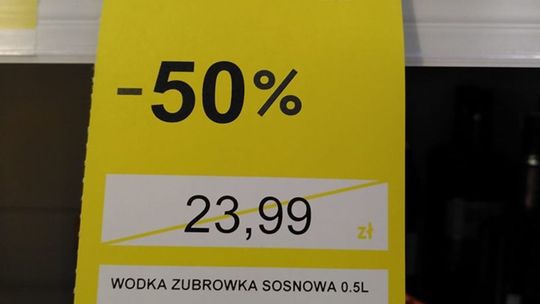 -50%
23,99 zł
WODKA ZUBROWKA SOSNOWA 0.5L